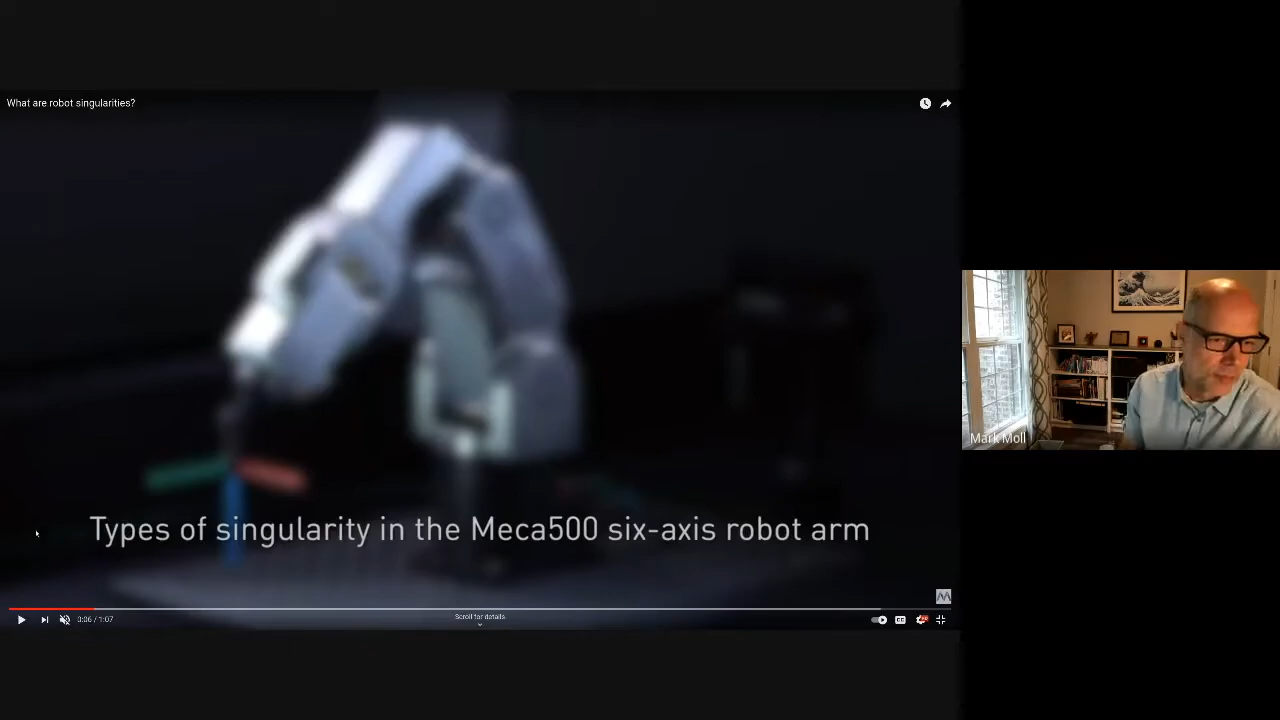 What are robot singularities?
Types of singularity in the Meca500 six-axis robot arm
Scroll for details
0:06 / 1:07
Mark Moll